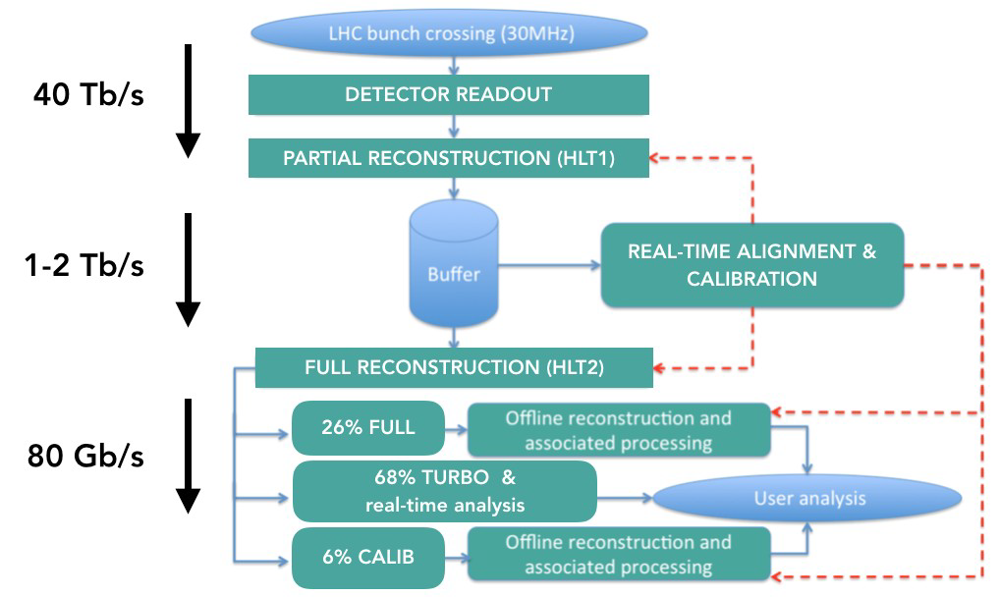 LHC bunch crossing (30MHz)
40 Tb/s
DETECTOR READOUT
PARTIAL RECONSTRUCTION (HLT1)
1-2 Tb/s
Buffer
REAL-TIME ALIGNMENT &
CALIBRATION
FULL RECONSTRUCTION (HLT2)
80 Gb/s
26% FULL
Offline reconstruction and
associated processing
68% TURBO &
real-time analysis
User analysis
6% CALIB
Offline reconstruction and
associated processing